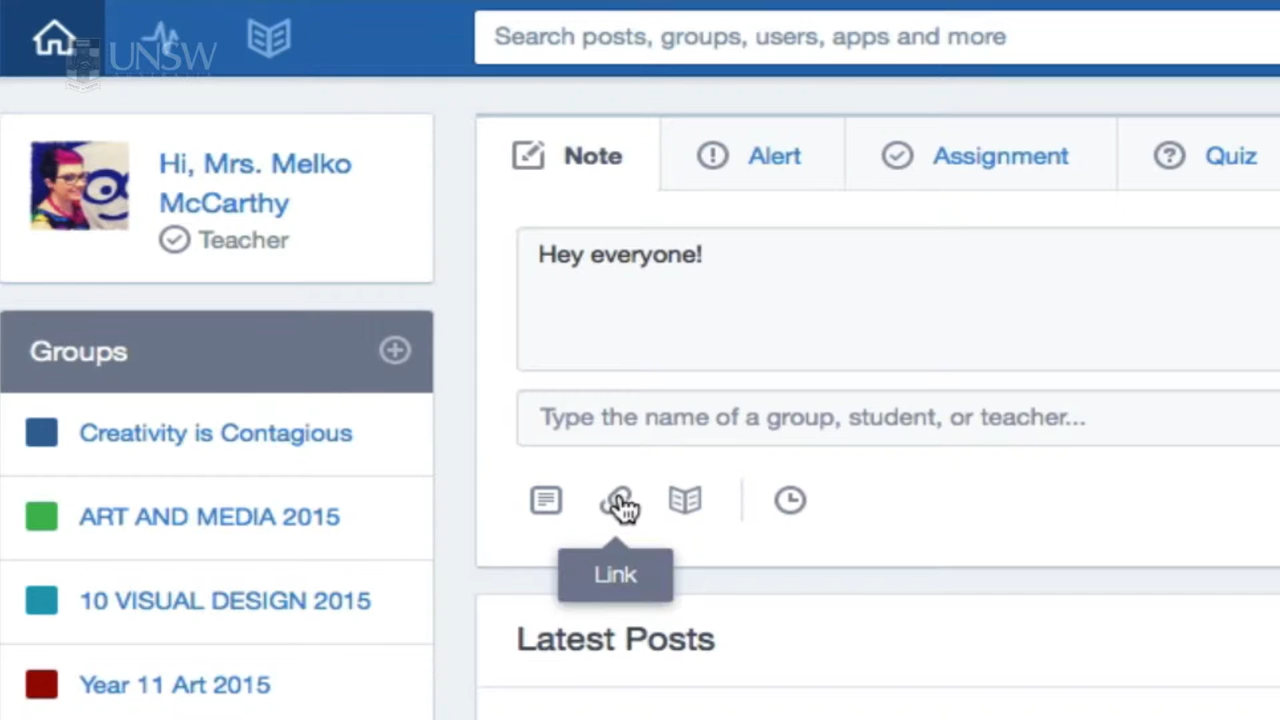 UNSW
AUSTRALIA
Search posts, groups, users, apps and more
Hi, Mrs. Melko
McCarthy
Teacher
Groups
Creativity is Contagious
ART AND MEDIA 2015
10 VISUAL DESIGN 2015
Year 11 Art 2015
Note
Alert
Assignment
Quiz
Hey everyone!
Type the name of a group, student, or teacher...
Link
Latest Posts